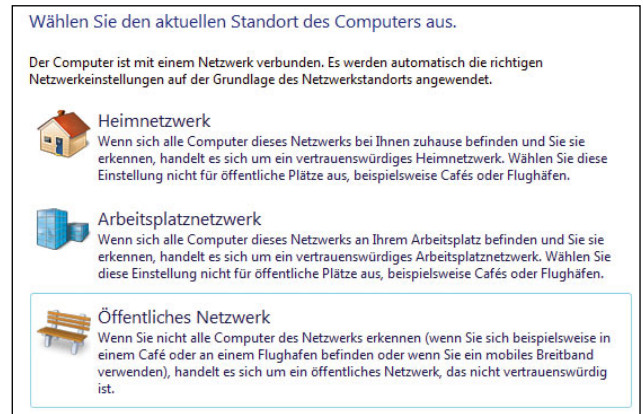 Wählen Sie den aktuellen Standort des Computers aus.
Der Computer ist mit einem Netzwerk verbunden. Es werden automatisch die richtigen
Netzwerkeinstellungen auf der Grundlage des Netzwerkstandorts angewendet.
Heimnetzwerk
Wenn sich alle Computer dieses Netzwerks bei Ihnen zuhause befinden und Sie sie
erkennen, handelt es sich um ein vertrauenswürdiges Heimnetzwerk. Wählen Sie diese
Einstellung nicht für öffentliche Plätze aus, beispielsweise Cafés oder Flughäfen.
Arbeitsplatznetzwerk
Wenn sich alle Computer dieses Netzwerks an Ihrem Arbeitsplatz befinden und Sie sie
erkennen, handelt es sich um ein vertrauenswürdiges Arbeitsplatznetzwerk. Wählen Sie
diese Einstellung nicht für öffentliche Plätze aus, beispielsweise Cafés oder Flughäfen.
Öffentliches Netzwerk
Wenn Sie nicht alle Computer des Netzwerks erkennen (wenn Sie sich beispielsweise in
einem Café oder an einem Flughafen befinden oder wenn Sie ein mobiles Breitband
verwenden), handelt es sich um ein öffentliches Netzwerk, das nicht vertrauenswürdig
ist.